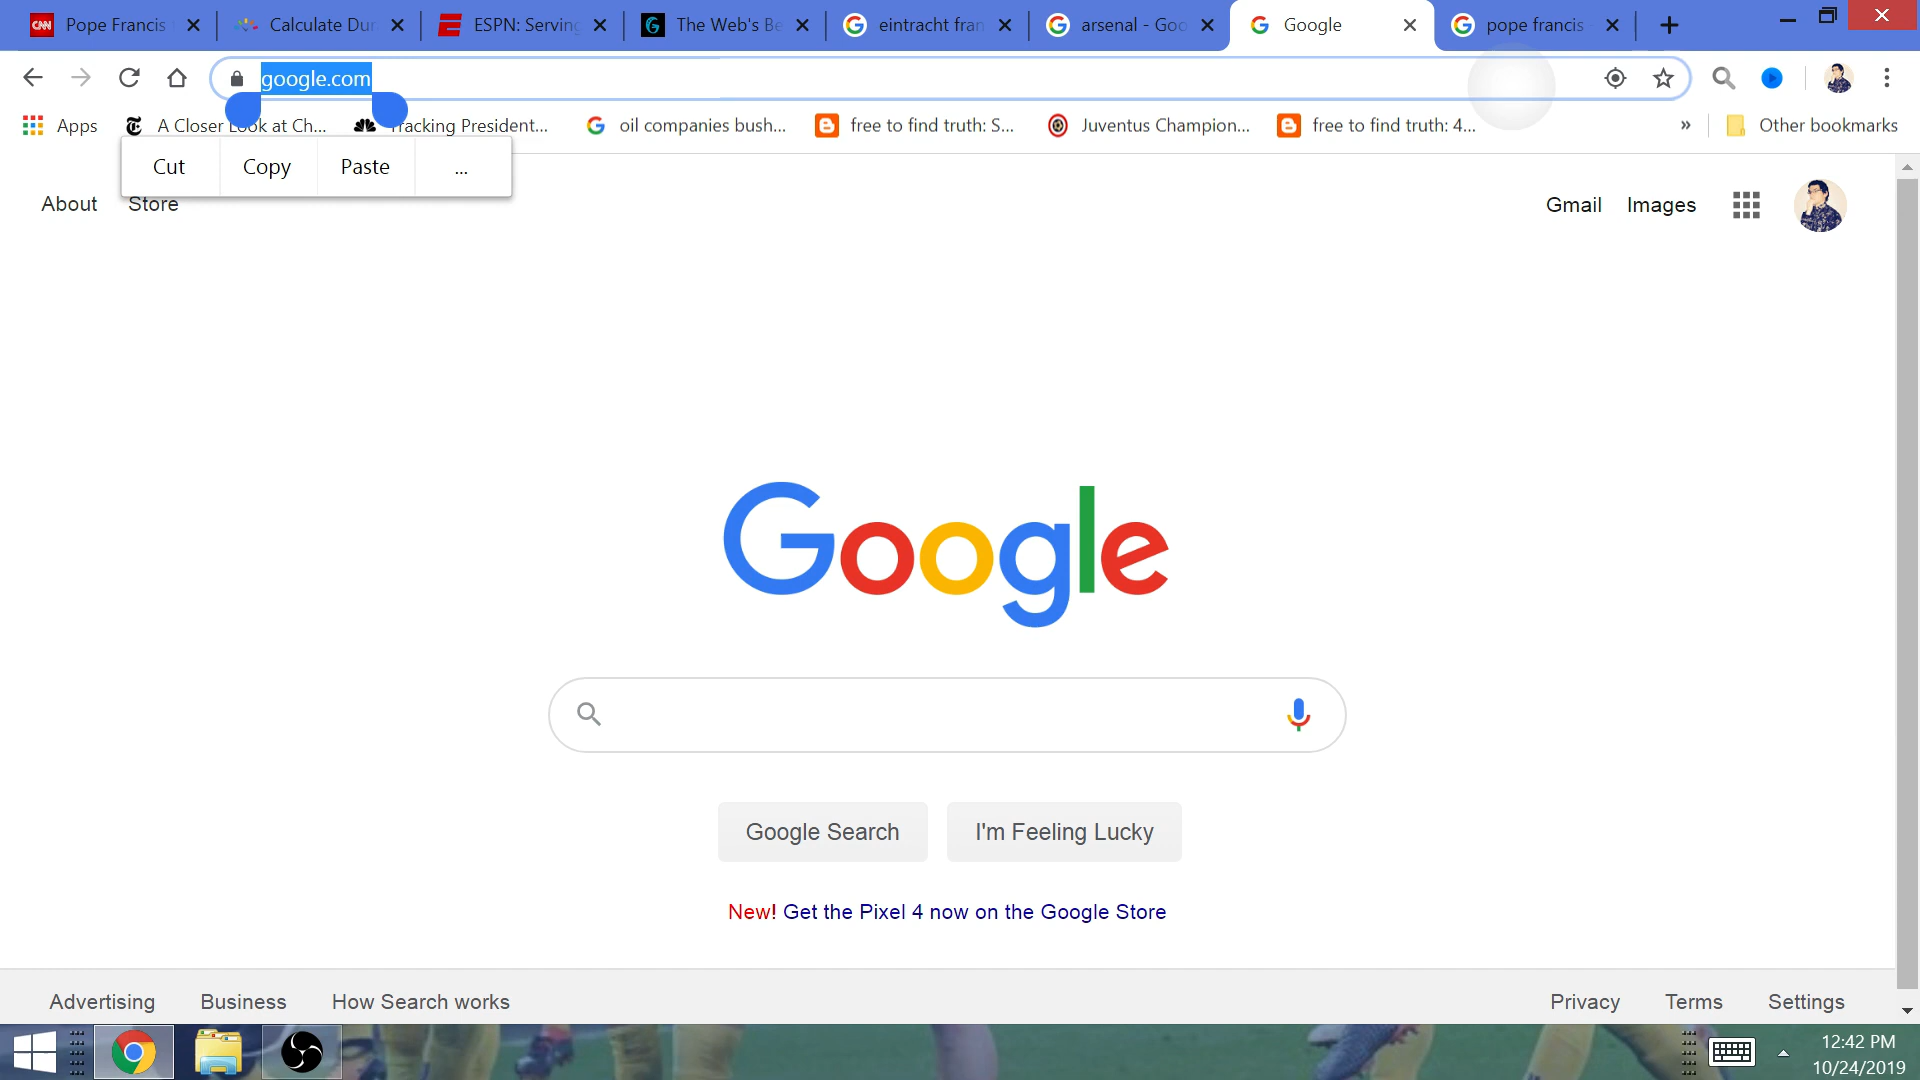 CNN Pope Francis
Calculate Dur
ESPN: Serving
The Web's Be
eintracht fran
arsenal - Goo
Google
pope francis
google.com
Apps
A Closer Look at Ch...
Tracking President...
oil companies bush...
free to find truth: S...
Juventus Champion...
free to find truth: 4...
»
Other bookmarks
Cut Copy Paste ...
About Store
Gmail Images
Google
Google Search I'm Feeling Lucky
New! Get the Pixel 4 now on the Google Store
Advertising Business How Search works
Privacy Terms Settings
12:42 PM
10/24/2019